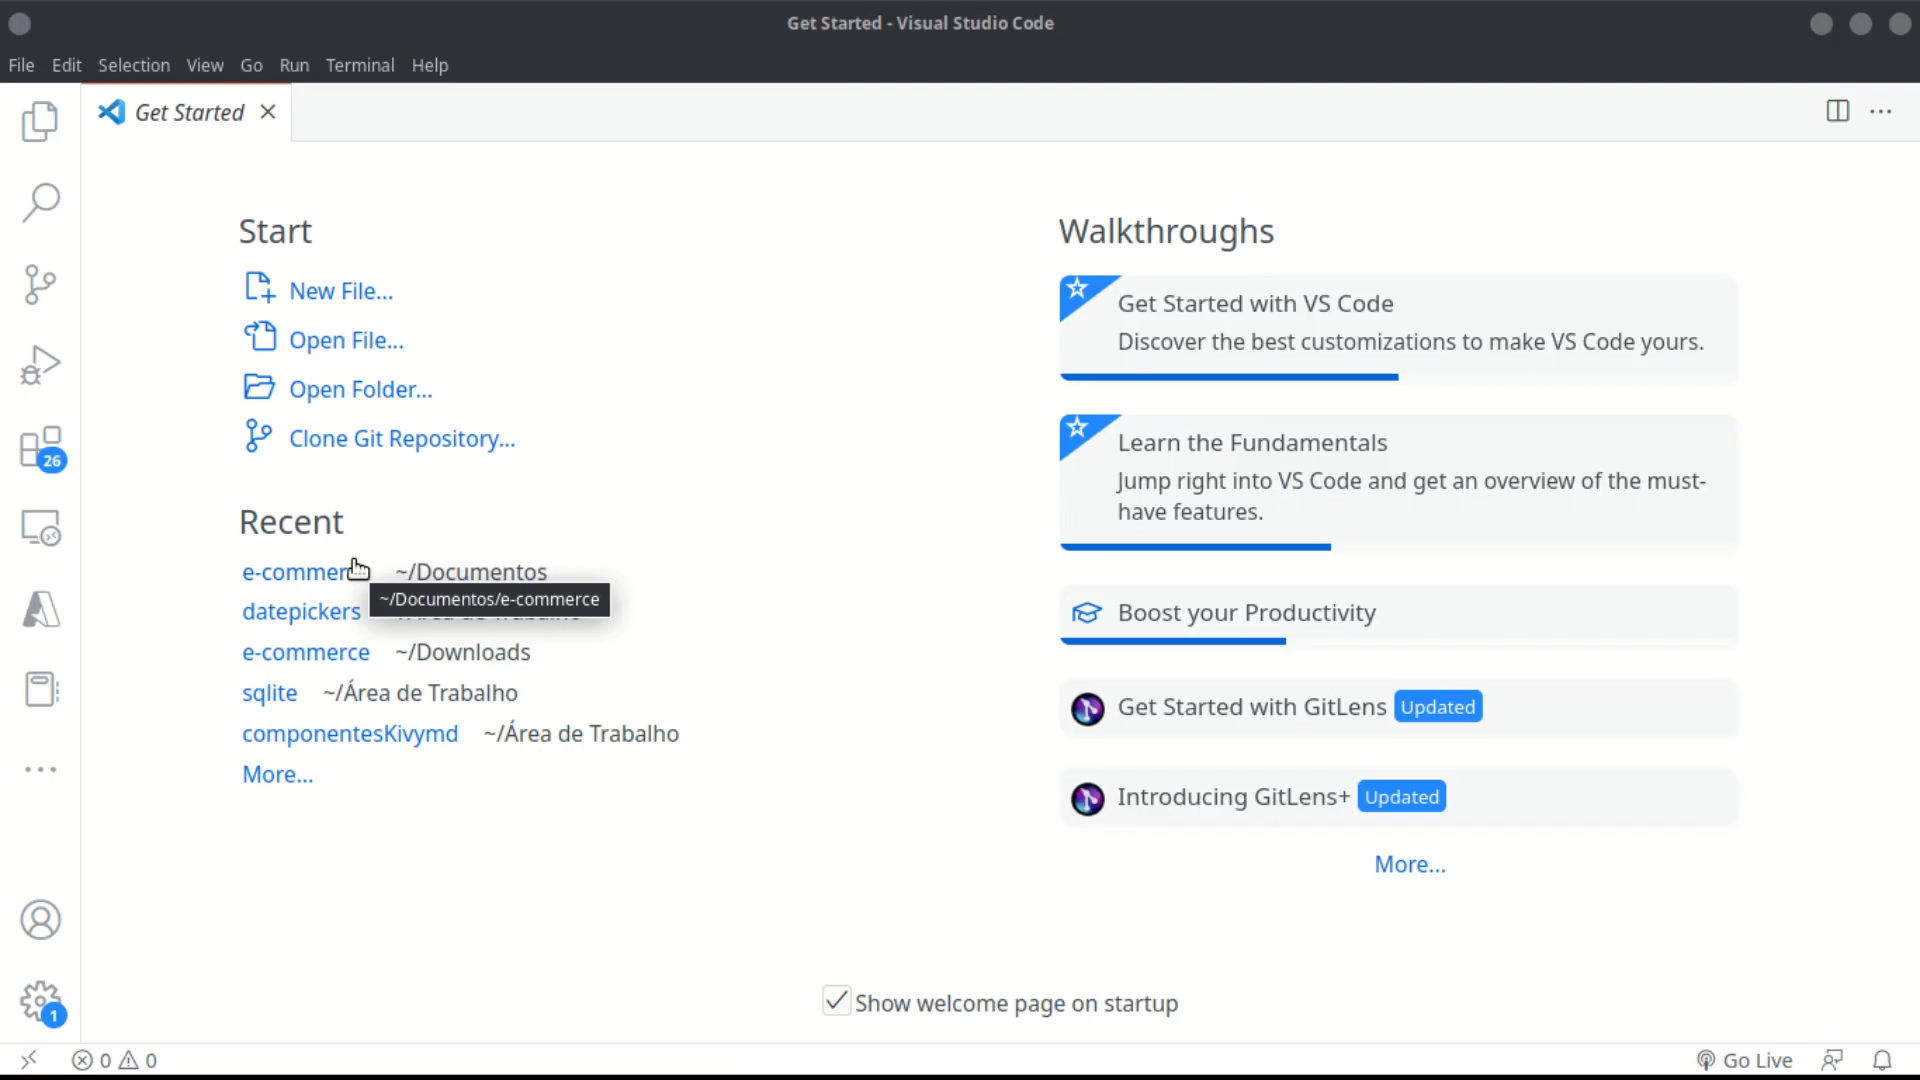 Get Started - Visual Studio Code
File Edit Selection View Go Run Terminal Help
Get Started
Start
New File...
Open File...
Open Folder...
Clone Git Repository...
Recent
e-commer ~/Documentos
~/Documentos/e-commerce
datepickers
e-commerce ~/Downloads
sqlite ~/Área de Trabalho
componentesKivymd ~/Área de Trabalho
More...
Walkthroughs
Get Started with VS Code
Discover the best customizations to make VS Code yours.
Learn the Fundamentals
Jump right into VS Code and get an overview of the must-
have features.
Boost your Productivity
Get Started with GitLens Updated
Introducing GitLens+ Updated
More...
26
1
Show welcome page on startup
0 0
Go Live